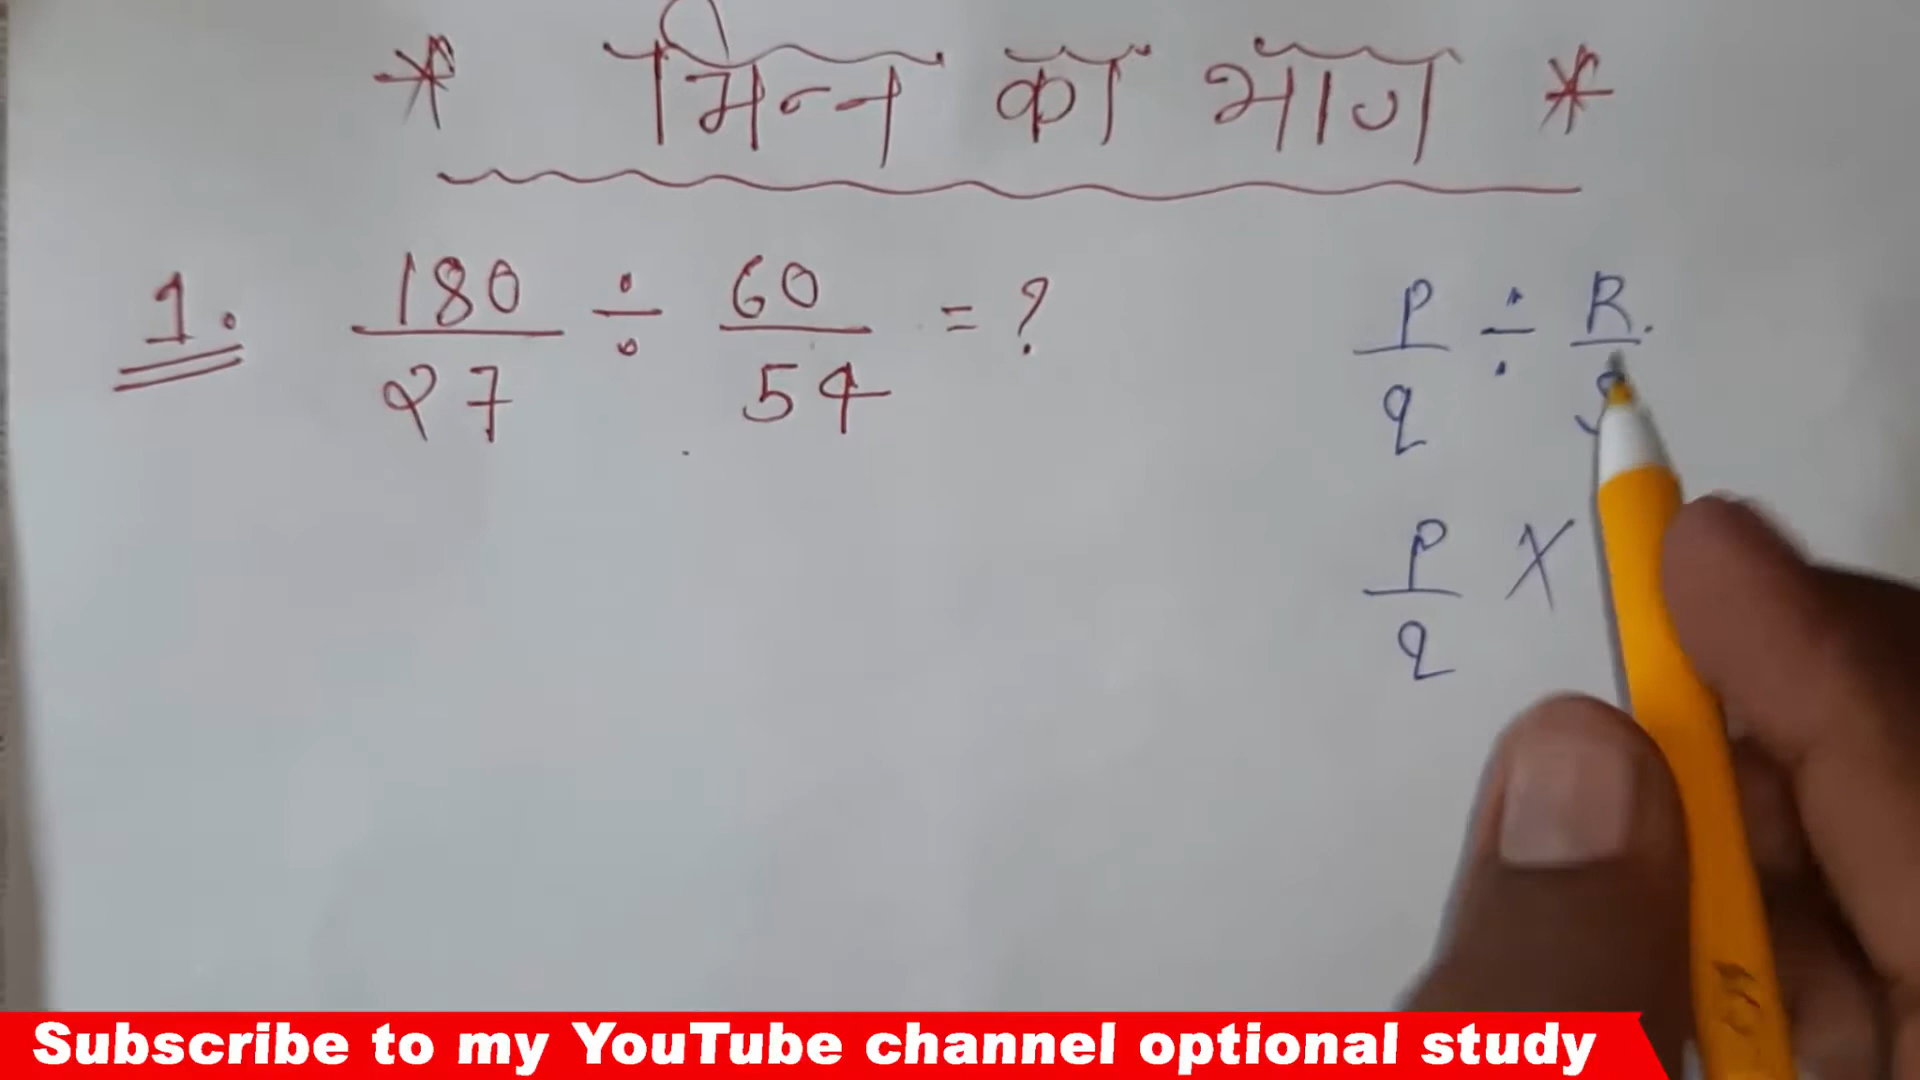 * भिन्न का भाग *
1. 180/27 ÷ 60/54 = ?
P/q ÷ R/
P/q X
Subscribe to my YouTube channel optional study